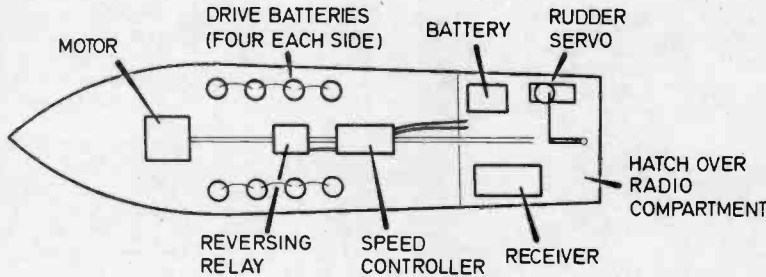 DRIVE BATTERIES
(FOUR EACH SIDE)
MOTOR
BATTERY
RUDDER
SERVO
HATCH OVER
RADIO
COMPARTMENT
REVERSING
RELAY
SPEED
CONTROLLER
RECEIVER